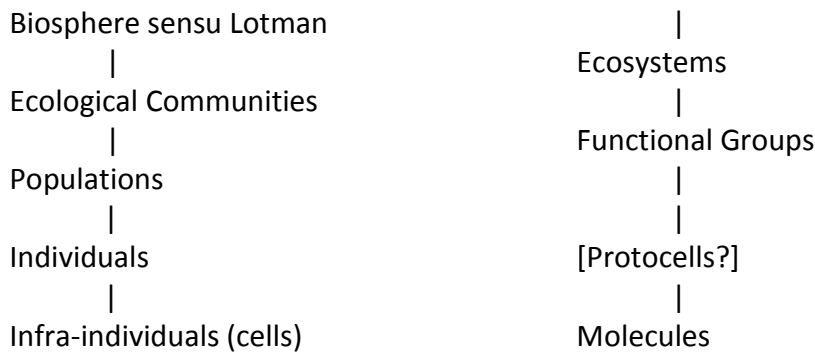 Biosphere sensu Lotman
|
|
Ecosystems
Ecological Communities
|
|
Functional Groups
Populations
|
|
|
Individuals
[Protocells?]
|
|
Infra-individuals (cells)
Molecules